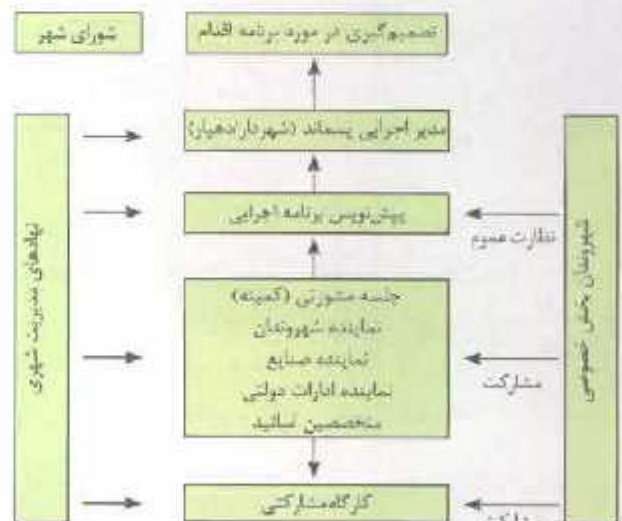 شورای شهر
تصمیم‌گیری در مورد برنامه اقدام
مدیر اجرایی پسماند (شهردار/دهیار)
پیش‌نویس برنامه اجرایی
نظارت عموم
جلسه مشورتی (کمیته)
نماینده شهروندان
نماینده صنایع
نماینده ادارات دولتی
متخصصین اساتید
مشارکت
کارگاه مشارکتی
مشارکت
نهادهای مدیریت شهری
شهروندان بخش خصوصی